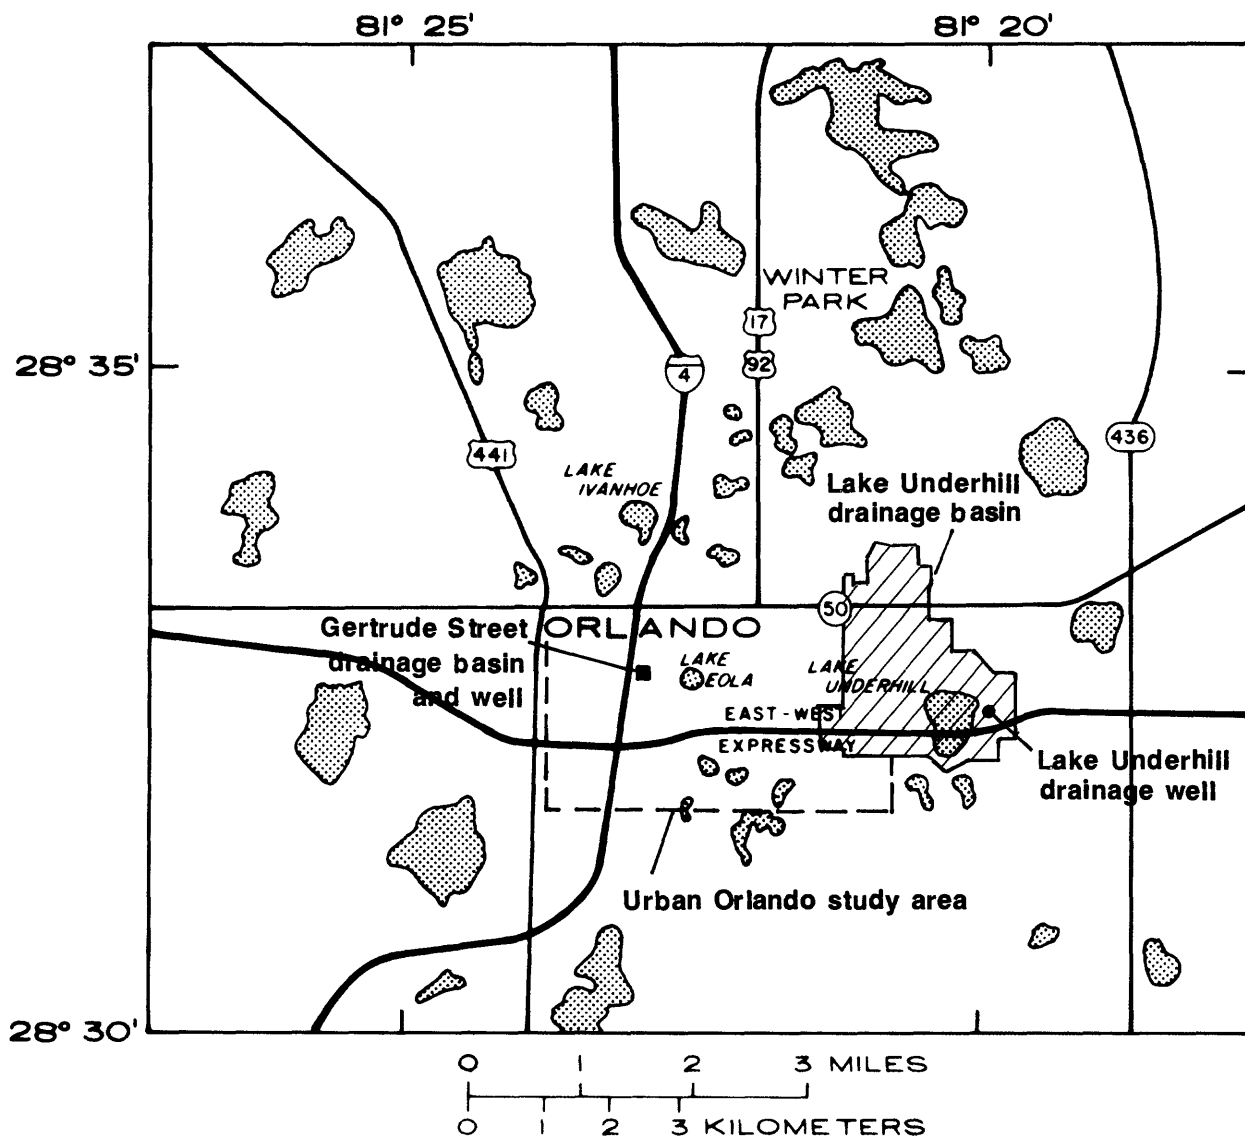 81° 25'
81° 20'
WINTER
PARK
17
28° 35'
4
92
436
441
LAKE
IVANHOE
Lake Underhill
drainage basin
50
Gertrude Street
ORLANDO
drainage basin
and well
LAKE
EOLA
LAKE
UNDERHILL
EAST-WEST
EXPRESSWAY
Lake Underhill
drainage well
Urban Orlando study area
28° 30'
0 1 2 3 MILES
0 1 2 3 KILOMETERS